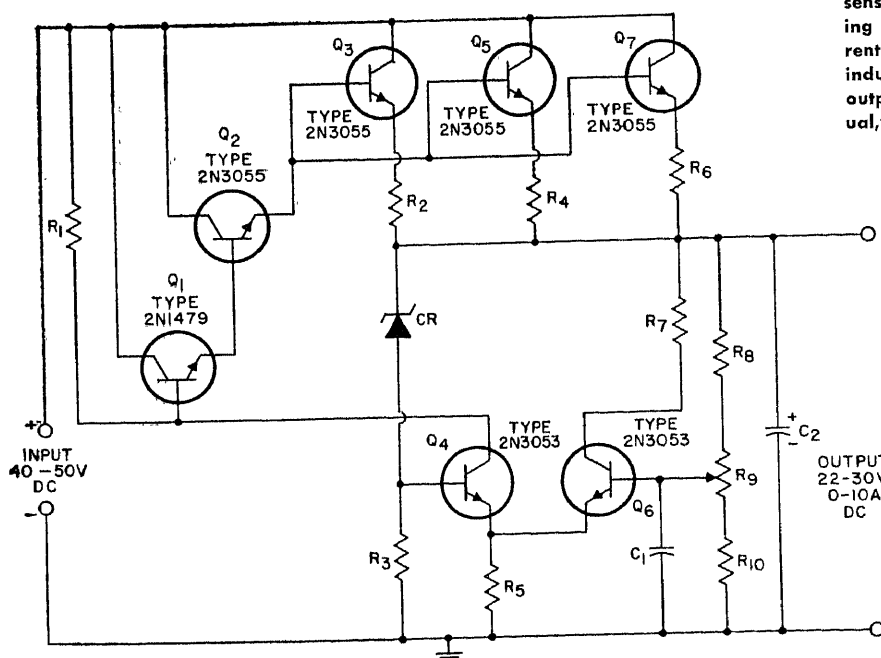 sens
ing
rent
indu
outp
ual,
Q3
TYPE
2N3055
Q5
TYPE
2N3055
Q7
TYPE
2N3055
Q2
TYPE
2N3055
R1
R2
R4
R6
Q1
TYPE
2N1479
CR
R7
R8
+
INPUT
40-50V
DC
-
Q4
TYPE
2N3053
TYPE
2N3053
Q6
R9
+
C2
-
OUTPUT
22-30V
0-10A
DC
R3
R5
C1
R10